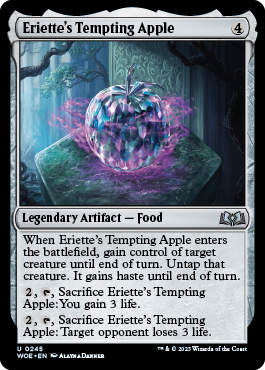 Eriette's Tempting Apple 4
Legendary Artifact — Food
When Eriette's Tempting Apple enters
the battlefield, gain control of target
creature until end of turn. Untap that
creature. It gains haste until end of turn.
2, , Sacrifice Eriette's Tempting
Apple: You gain 3 life.
2, , Sacrifice Eriette's Tempting
Apple: Target opponent loses 3 life.
U 0245
WOE • EN Alayna Danner
™ & © 2023 Wizards of the Coast